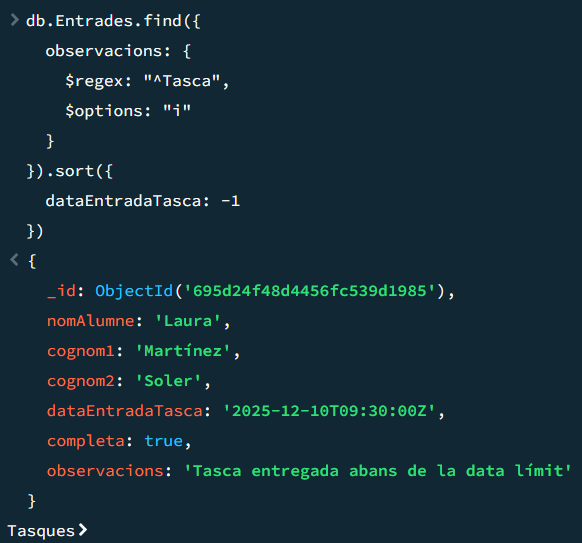 > db.Entrades.find({
observacions: {
$regex: "^Tasca",
$options: "i"
}
}).sort({
dataEntradaTasca: -1
})
< {
_id: ObjectId('695d24f48d4456fc539d1985'),
nomAlumne: 'Laura',
cognom1: 'Martínez',
cognom2: 'Soler',
dataEntradaTasca: '2025-12-10T09:30:00Z',
completa: true,
observacions: 'Tasca entregada abans de la data límit'
}
Tasques>